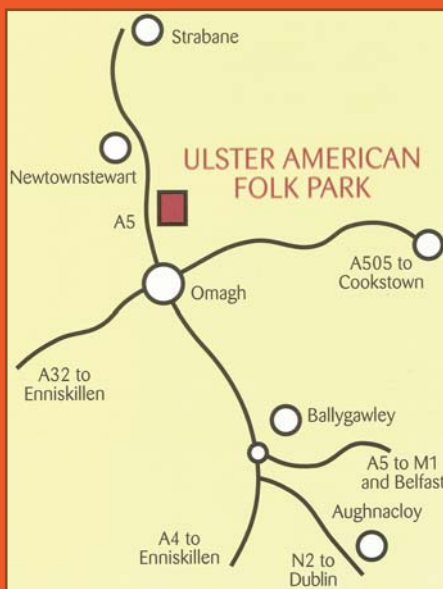 Strabane
Newtownstewart
ULSTER AMERICAN
FOLK PARK
A5
A505 to
Cookstown
Omagh
A32 to
Enniskillen
Ballygawley
A5 to M1
and Belfast
Aughnacloy
A4 to
Enniskillen
N2 to
Dublin